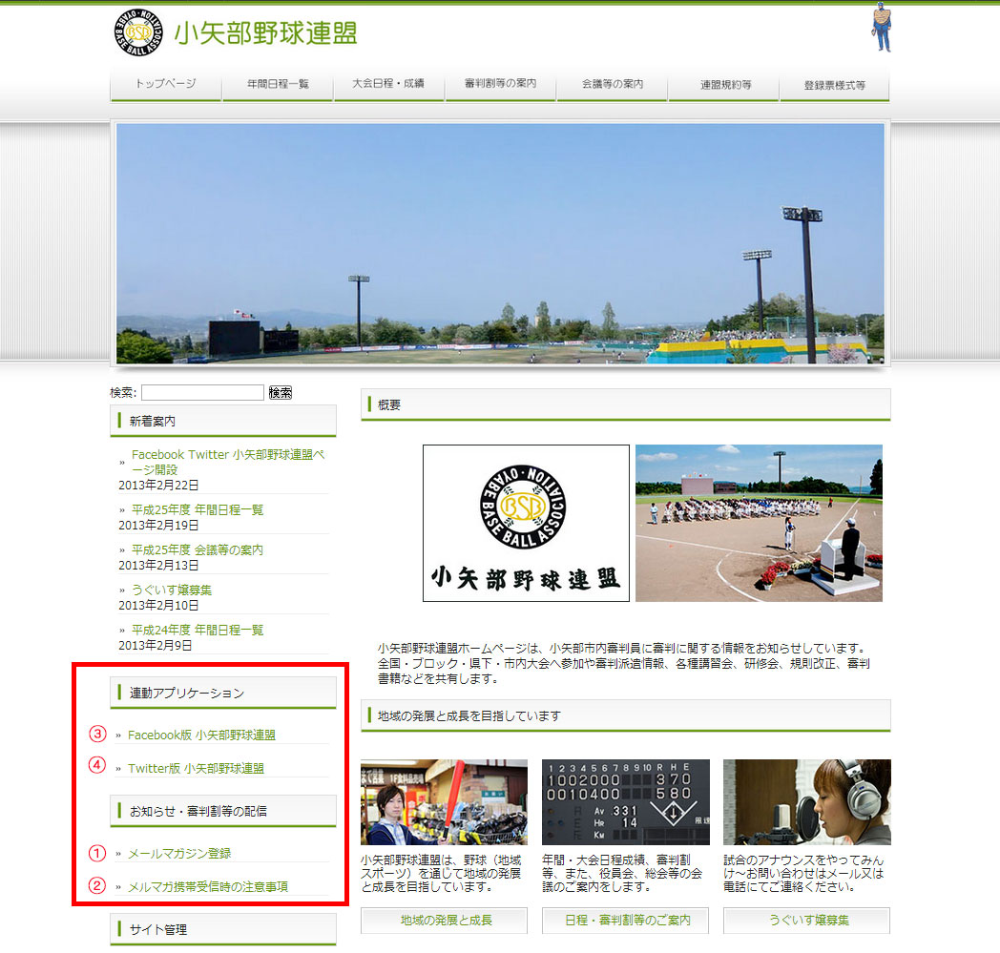 OYABE BASE BALL ASSOCIATION
BSB
小矢部野球連盟
トップページ
年間日程一覧
大会日程・成績
審判割等の案内
会議等の案内
連盟規約等
登録票様式等
検索:
検索
新着案内
» Facebook Twitter 小矢部野球連盟ペ
ージ開設
2013年2月22日
» 平成25年度 年間日程一覧
2013年2月19日
» 平成25年度 会議等の案内
2013年2月13日
» うぐいす嬢募集
2013年2月10日
» 平成24年度 年間日程一覧
2013年2月9日
連動アプリケーション
③ » Facebook版 小矢部野球連盟
④ » Twitter版 小矢部野球連盟
お知らせ・審判割等の配信
① » メールマガジン登録
② » メルマガ携帯受信時の注意事項
サイト管理
概要
OYABE BASE BALL ASSOCIATION
BSB
小矢部野球連盟
小矢部野球連盟ホームページは、小矢部市内審判員に審判に関する情報をお知らせしています。
全国・ブロック・県下・市内大会へ参加や審判派遣情報、各種講習会、研修会、規則改正、審判
書籍などを共有します。
地域の発展と成長を目指しています
1 2 3 4 5 6 7 8 9 10 R H E
1002000 370
0010400 580
Av 331
HR 14
KM
小矢部野球連盟は、野球（地域
スポーツ）を通じて地域の発展
と成長を目指しています。
年間・大会日程成績、審判割
等、また、役員会、総会等の会
議のご案内をします。
試合のアナウンスをやってみん
け～お問い合わせはメール又は
電話にてご連絡ください。
地域の発展と成長
日程・審判割等のご案内
うぐいす嬢募集